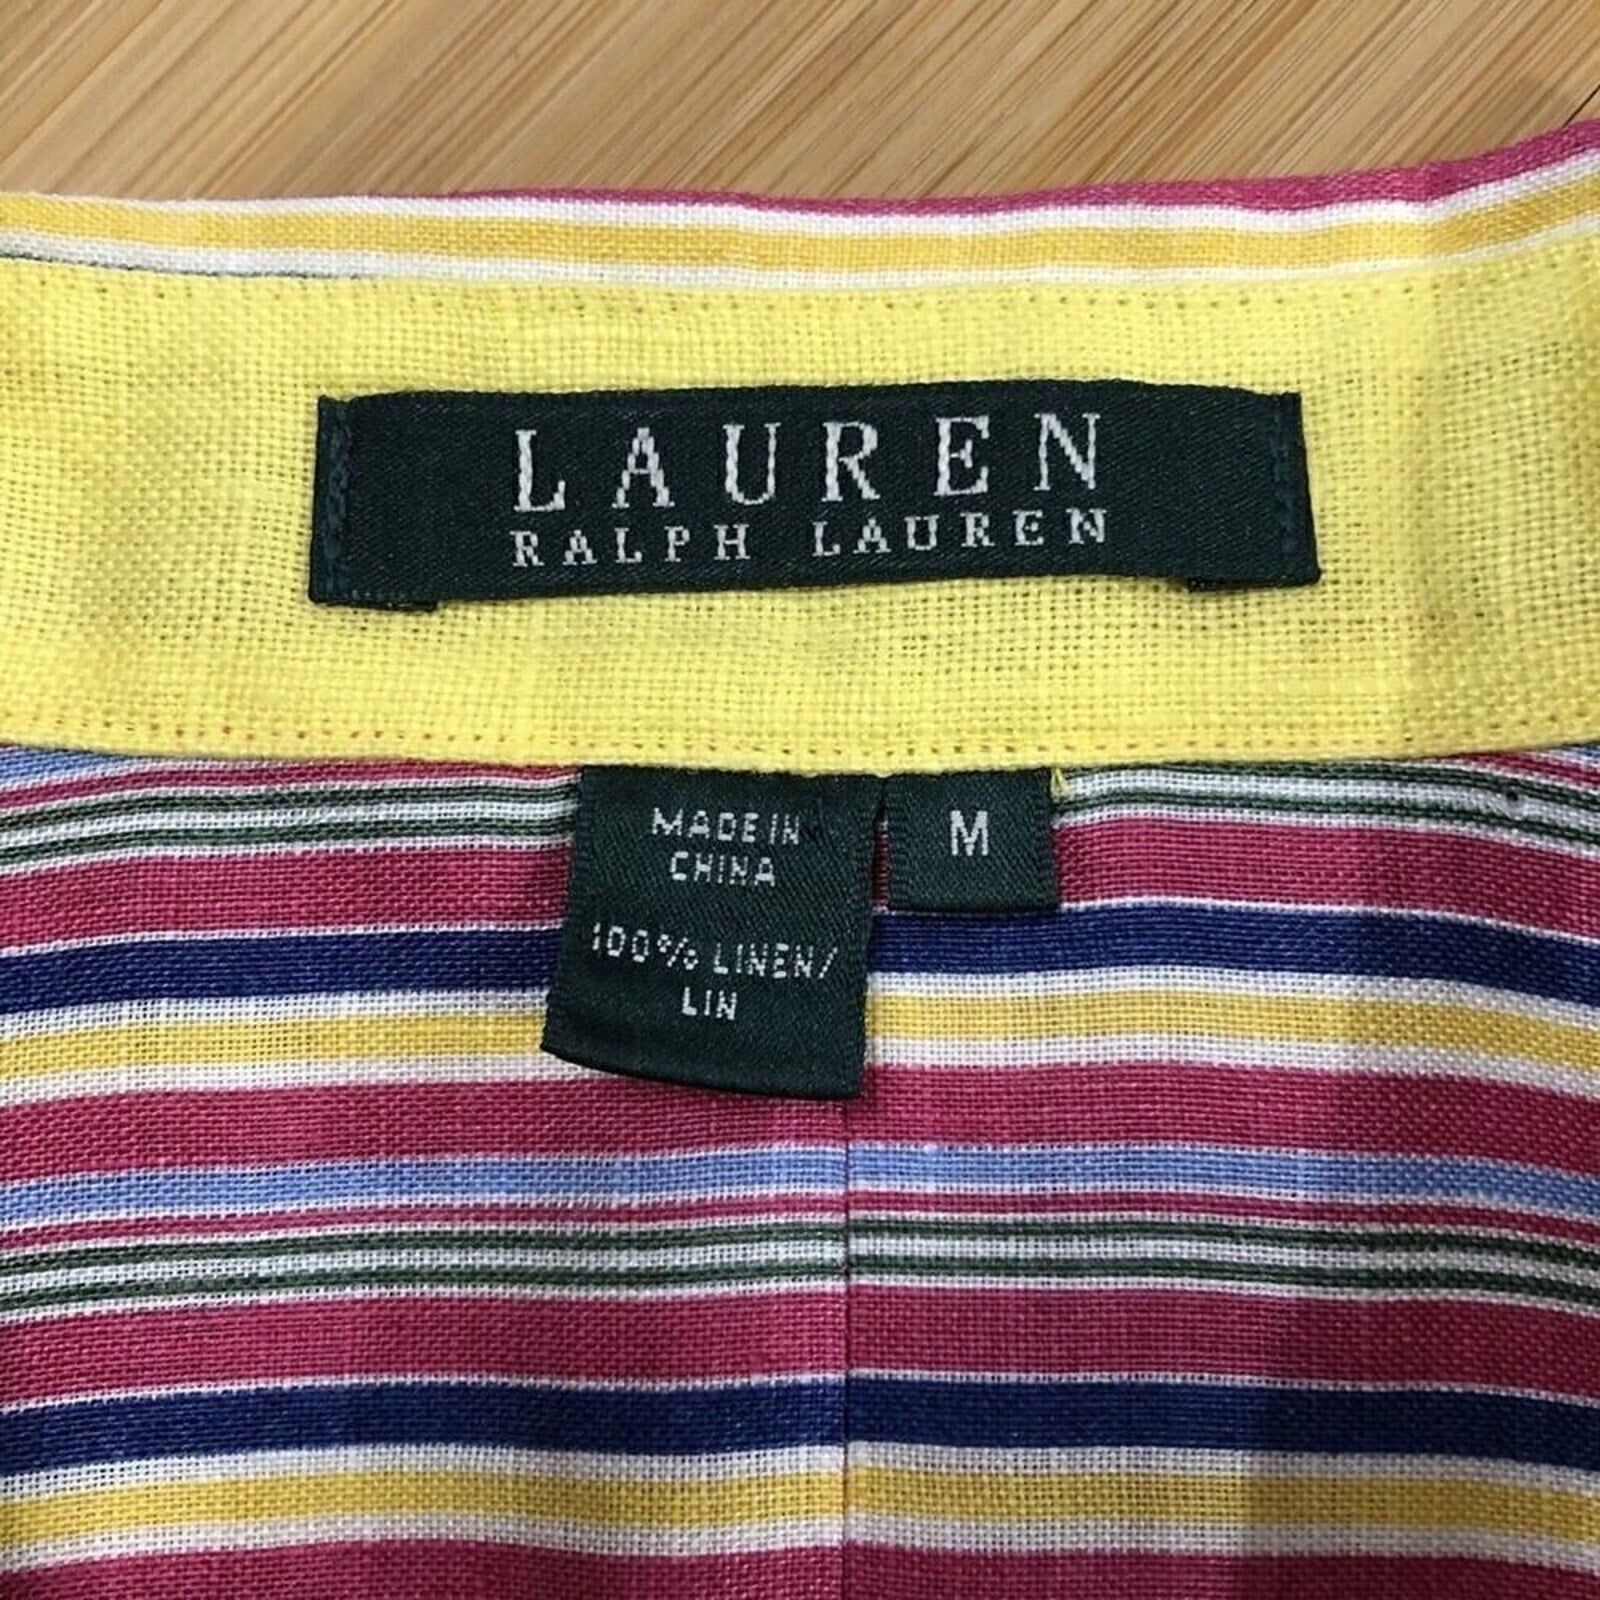 LAUREN
RALPH LAUREN
MADE IN
CHINA
100% LINEN/
LIN
M